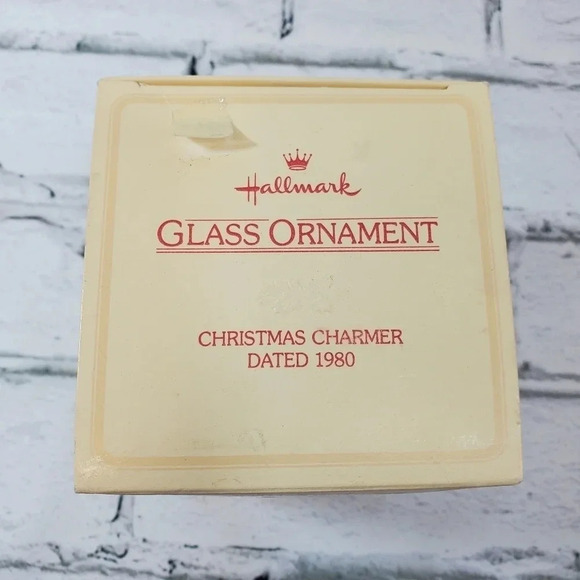 Hallmark
GLASS ORNAMENT
CHRISTMAS CHARMER
DATED 1980